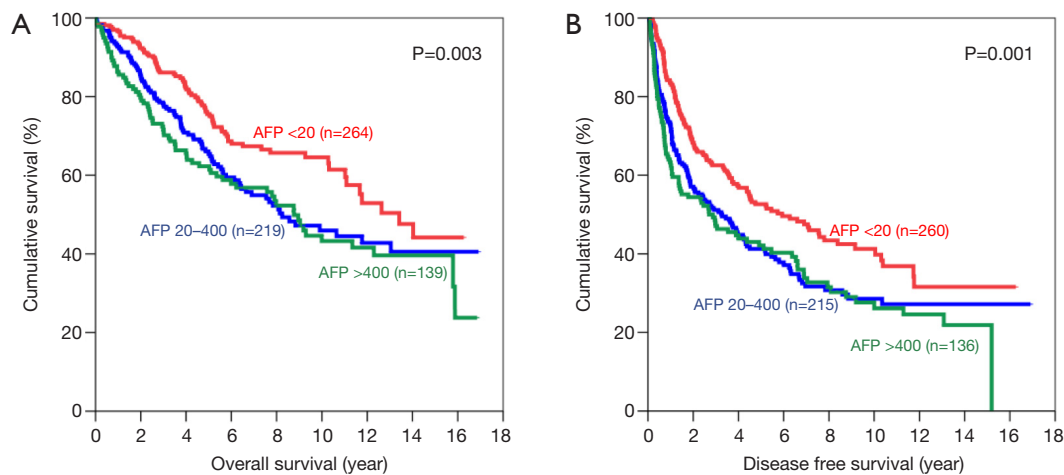 A
P=0.003
Cumulative survival (%)
100
80
60
40
20
0
AFP <20 (n=264)
AFP 20–400 (n=219)
AFP >400 (n=139)
0 2 4 6 8 10 12 14 16 18
Overall survival (year)
B
P=0.001
Cumulative survival (%)
100
80
60
40
20
0
AFP <20 (n=260)
AFP 20–400 (n=215)
AFP >400 (n=136)
0 2 4 6 8 10 12 14 16 18
Disease free survival (year)